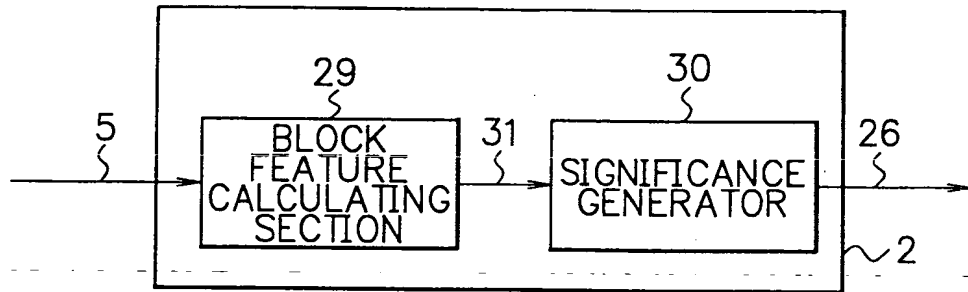 29
30
5
31
26
BLOCK
FEATURE
CALCULATING
SECTION
SIGNIFICANCE
GENERATOR
2